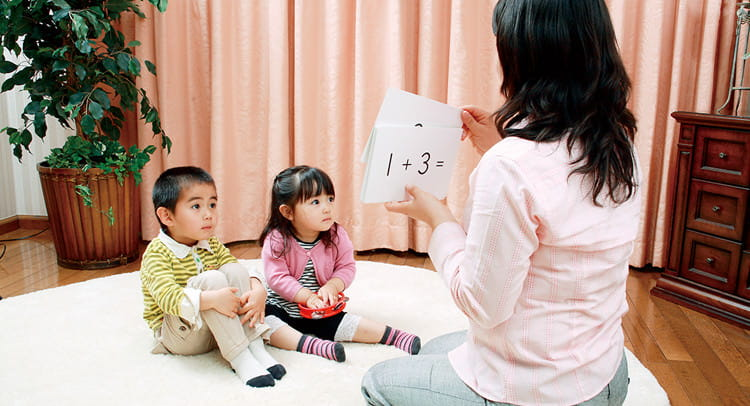 1 + 3 =